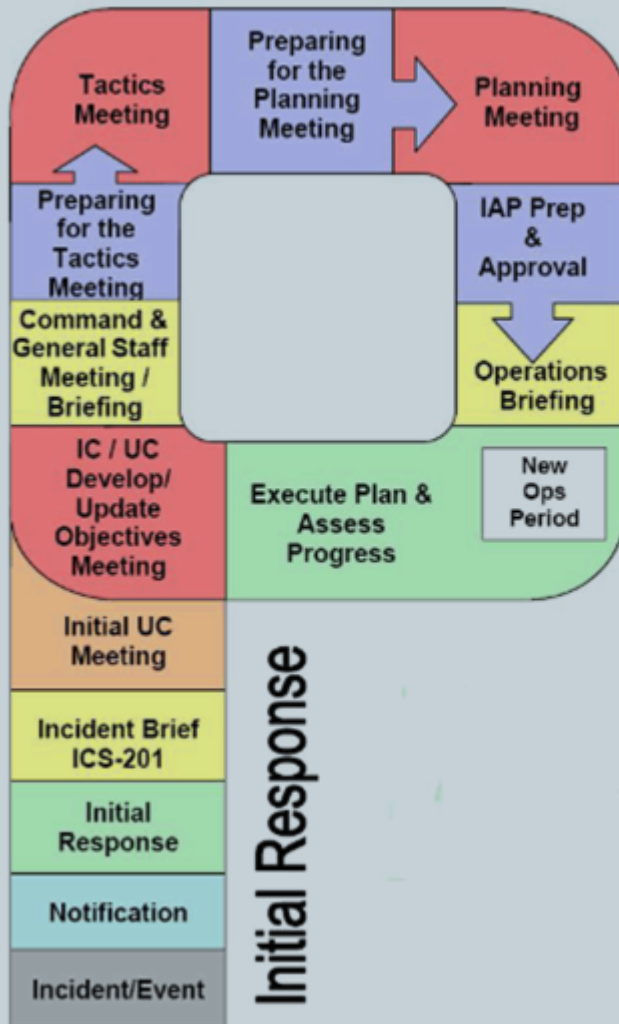 Tactics
Meeting
Preparing
for the
Planning
Meeting
Planning
Meeting
Preparing
for the
Tactics
Meeting
IAP Prep
&
Approval
Command &
General Staff
Meeting /
Briefing
Operations
Briefing
IC / UC
Develop/
Update
Objectives
Meeting
Execute Plan &
Assess
Progress
New
Ops
Period
Initial UC
Meeting
Incident Brief
ICS-201
Initial
Response
Notification
Incident/Event
Initial Response